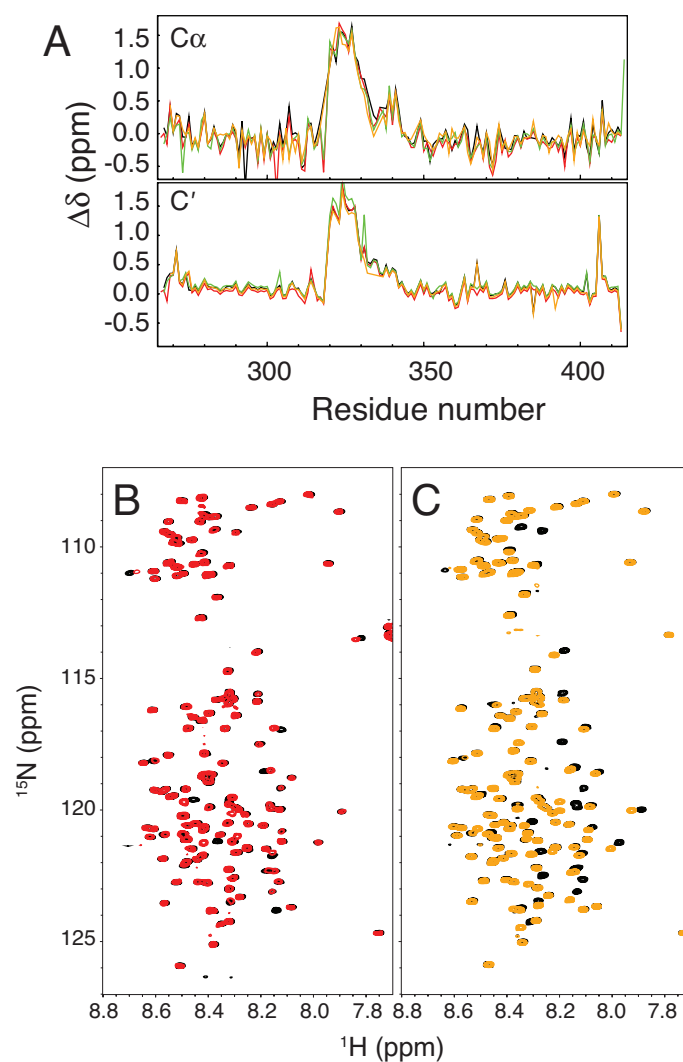 A
Cα
1.5
1.0
0.5
0.0
-0.5
Δδ (ppm)
C′
1.5
1.0
0.5
0.0
-0.5
300 350 400
Residue number
B
C
110
115
120
125
¹⁵N (ppm)
8.8 8.6 8.4 8.2 8.0 7.8 8.6 8.4 8.2 8.0 7.8
¹H (ppm)